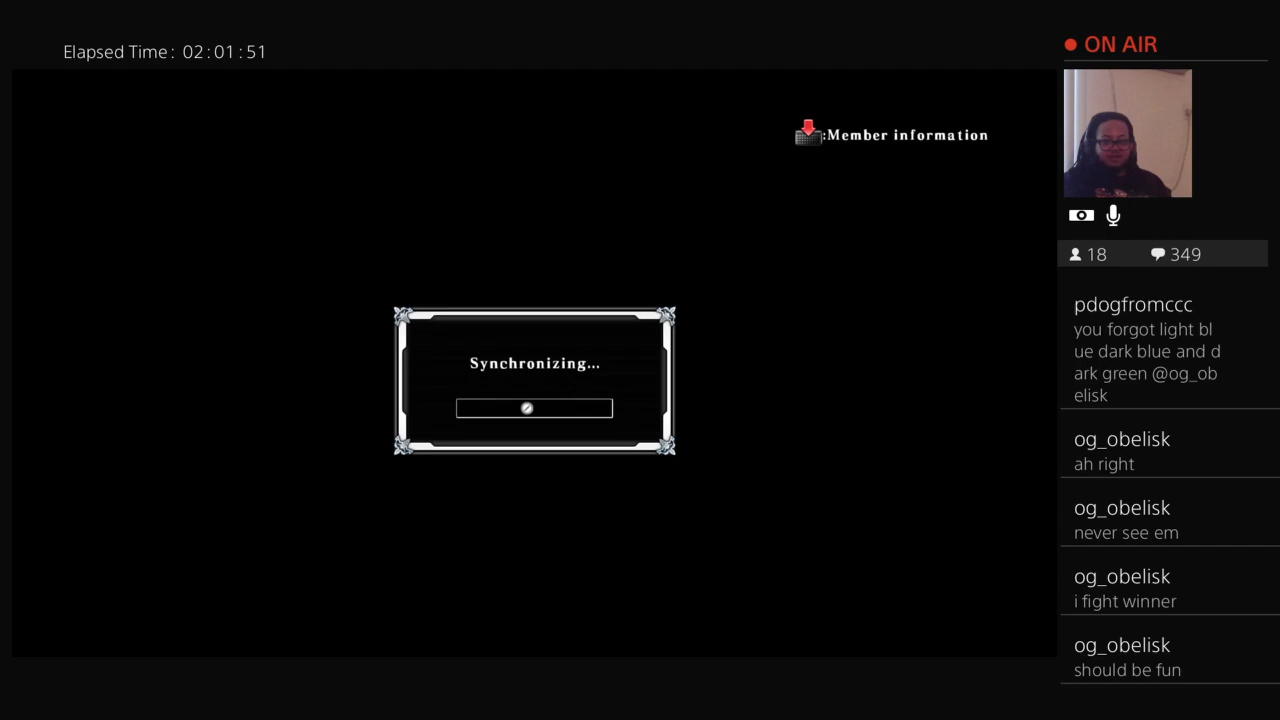 Elapsed Time: 02:01:51
ON AIR
:Member information
18 349
Synchronizing...
pdogfromccc
you forgot light bl
ue dark blue and d
ark green @og_ob
elisk
og_obelisk
ah right
og_obelisk
never see em
og_obelisk
i fight winner
og_obelisk
should be fun